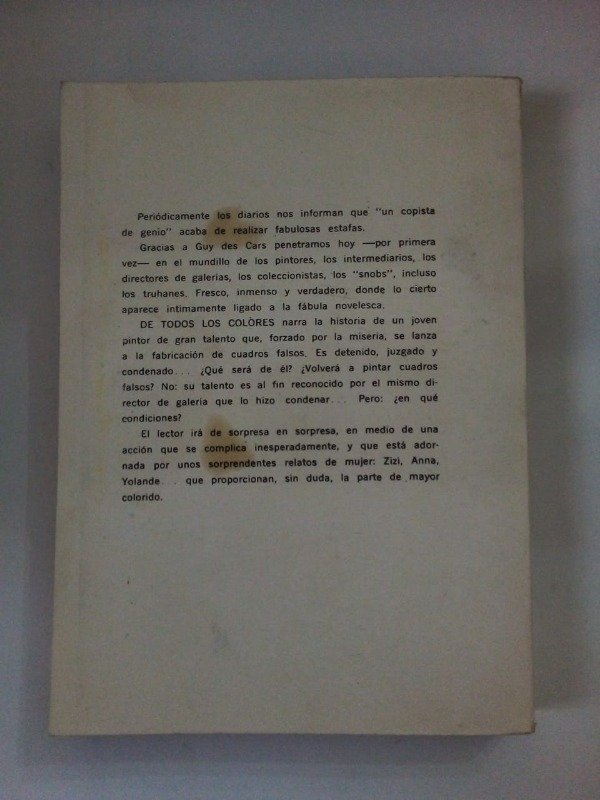 Periódicamente los diarios nos informan que "un copista
de genio" acaba de realizar fabulosas estafas.
Gracias a Guy des Cars penetramos hoy —por primera
vez— en el mundillo de los pintores, los intermediarios, los
directores de galerías, los coleccionistas, los "snobs", incluso
los truhanes. Fresco, inmenso y verdadero, donde lo cierto
aparece íntimamente ligado a la fábula novelesca.
DE TODOS LOS COLORES narra la historia de un joven
pintor de gran talento que, forzado por la miseria, se lanza
a la fabricación de cuadros falsos. Es detenido, juzgado y
condenado... ¿Qué será de él? ¿Volverá a pintar cuadros
falsos? No: su talento es al fin reconocido por el mismo di-
rector de galería que lo hizo condenar... Pero: ¿en qué
condiciones?
El lector irá de sorpresa en sorpresa, en medio de una
acción que se complica inesperadamente, y que está ador-
nada por unos sorprendentes relatos de mujer: Zizi, Anna,
Yolande... que proporcionan, sin duda, la parte de mayor
colorido.